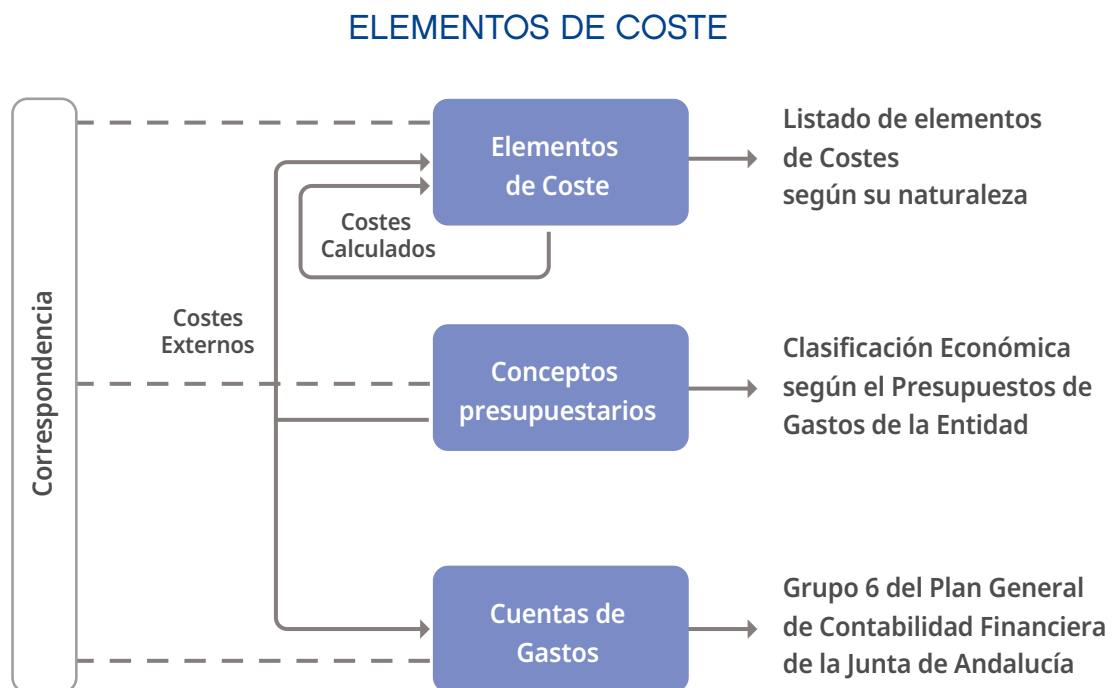 ELEMENTOS DE COSTE
Elementos
de Coste
Listado de elementos
de Costes
según su naturaleza
Costes
Calculados
Correspondencia
Costes
Externos
Conceptos
presupuestarios
Clasificación Económica
según el Presupuestos de
Gastos de la Entidad
Cuentas de
Gastos
Grupo 6 del Plan General
de Contabilidad Financiera
de la Junta de Andalucía